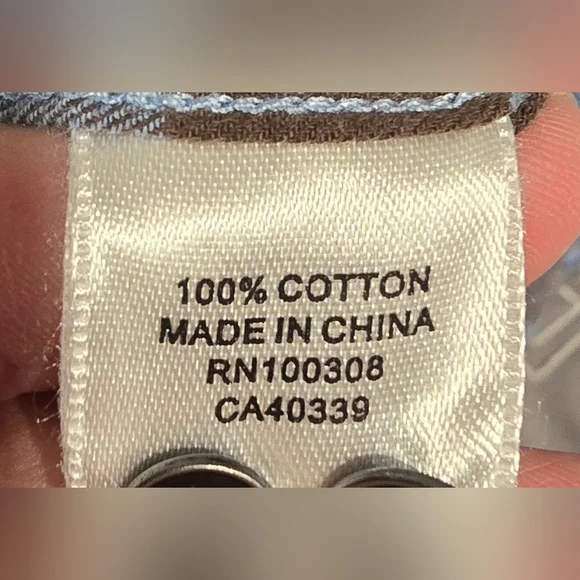 100% COTTON
MADE IN CHINA
RN100308
CA40339